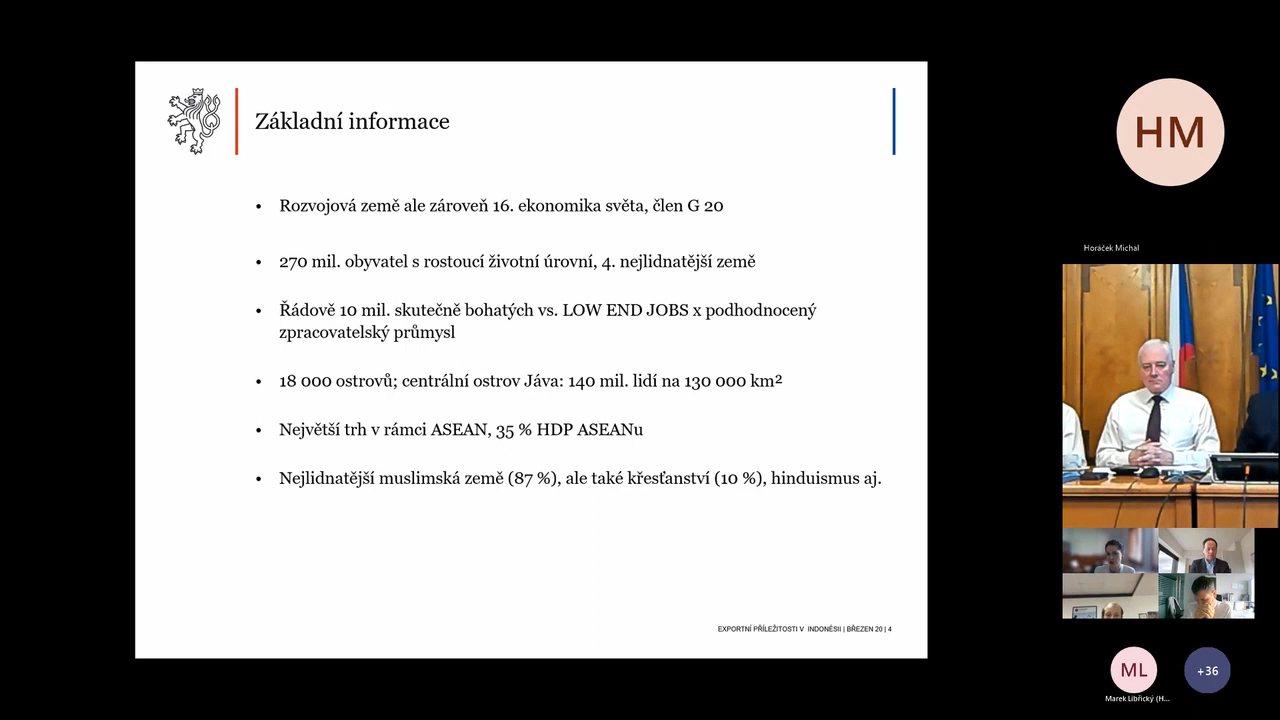 Základní informace
• Rozvojová země ale zároveň 16. ekonomika světa, člen G 20
• 270 mil. obyvatel s rostoucí životní úrovní, 4. nejlidnatější země
• Řádově 10 mil. skutečně bohatých vs. LOW END JOBS x podhodnocený
zpracovatelský průmysl
• 18 000 ostrovů; centrální ostrov Jáva: 140 mil. lidí na 130 000 km²
• Největší trh v rámci ASEAN, 35 % HDP ASEANu
• Nejlidnatější muslimská země (87 %), ale také křesťanství (10 %), hinduismus aj.
EXPORTNÍ PŘÍLEŽITOSTI V INDONÉSII | BŘEZEN 20 | 4
HM
Horáček Michal
ML
+36
Marek Libřický (H...